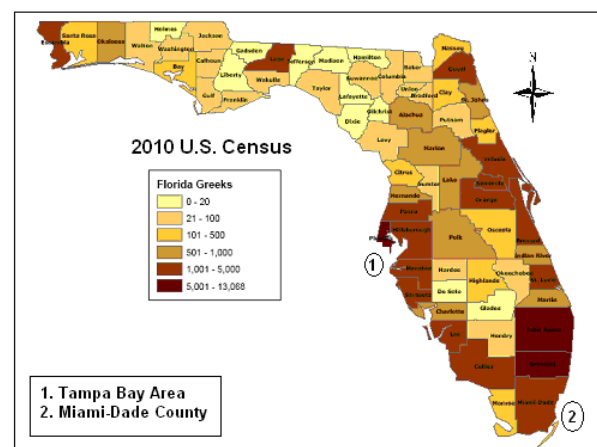 Holmes
Jackson
Santa Rosa
Okaloosa
Walton
Washington
Bay
Calhoun
Gulf
Liberty
Gadsden
Leon
Wakulla
Franklin
Jefferson
Madison
Taylor
Hamilton
Suwannee
Lafayette
Dixie
Columbia
Gilchrist
Levy
Baker
Union
Bradford
Alachua
Nassau
Duval
Clay
St. Johns
Putnam
Flagler
Marion
Volusia
Citrus
Sumter
Lake
Seminole
Orange
Hernando
Pasco
Hillsborough
Polk
Osceola
Brevard
Indian River
Hardee
Highlands
Okeechobee
St. Lucie
De Soto
Martin
Charlotte
Glades
Lee
Hendry
Palm Beach
Collier
Monroe
Miami-Dade
N
2010 U.S. Census
Florida Greeks
0 - 20
21 - 100
101 - 500
501 - 1,000
1,001 - 5,000
5,001 - 13,068
1
2
1. Tampa Bay Area
2. Miami-Dade County